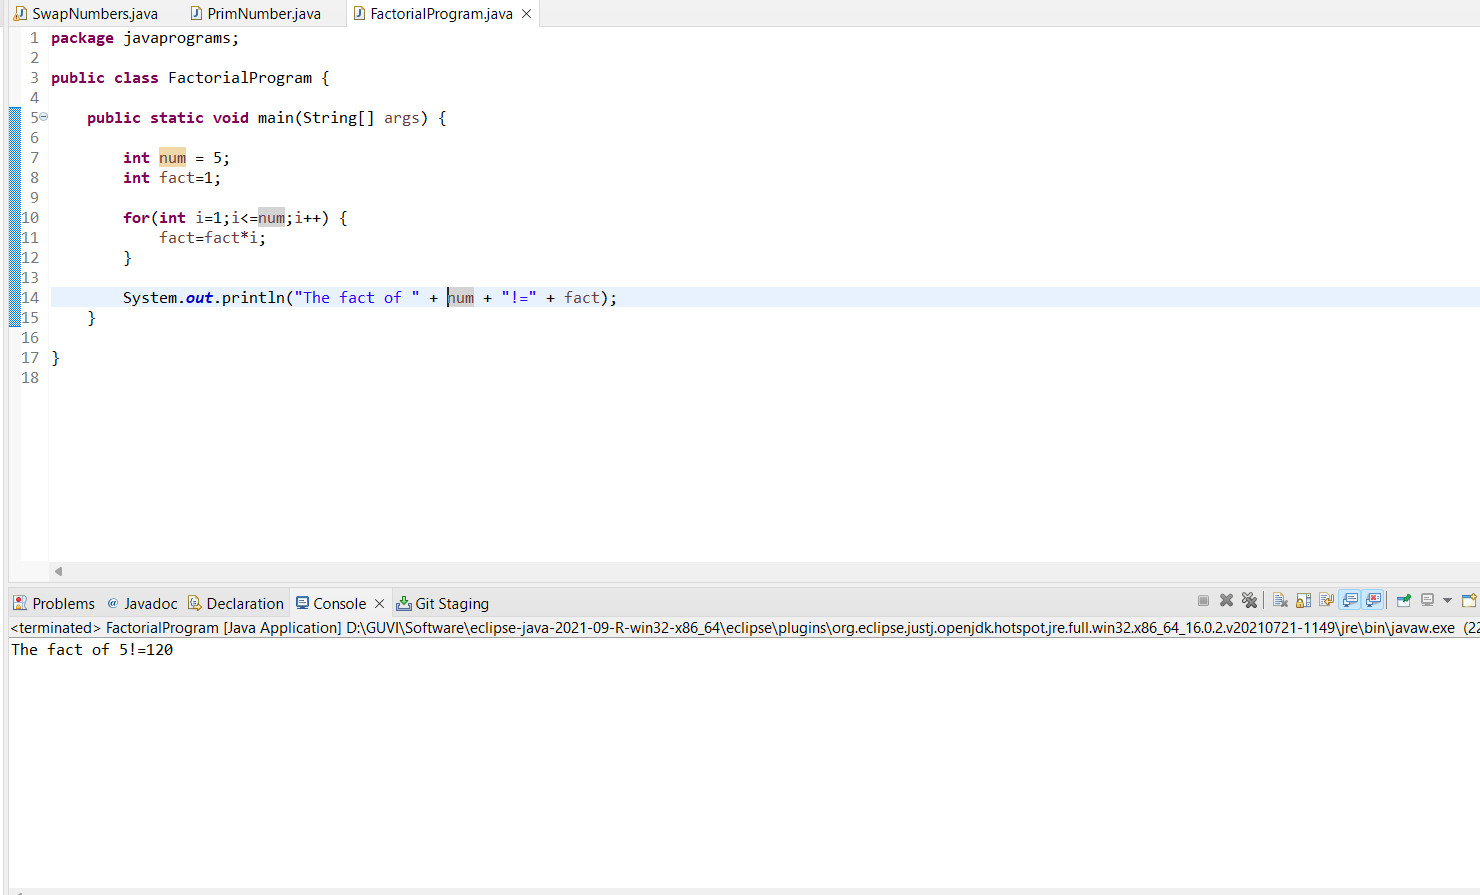 SwapNumbers.java PrimNumber.java FactorialProgram.java
1 package javaprograms;
2
3 public class FactorialProgram {
4
5 public static void main(String[] args) {
6
7 int num = 5;
8 int fact=1;
9
10 for(int i=1;i<=num;i++) {
11 fact=fact*i;
12 }
13
14 System.out.println("The fact of " + num + "!=" + fact);
15 }
16
17 }
18
Problems @ Javadoc Declaration Console Git Staging
<terminated> FactorialProgram [Java Application] D:\GUVI\Software\eclipse-java-2021-09-R-win32-x86_64\eclipse\plugins\org.eclipse.justj.openjdk.hotspot.jre.full.win32.x86_64_16.0.2.v20210721-1149\jre\bin\javaw.exe (22
The fact of 5!=120